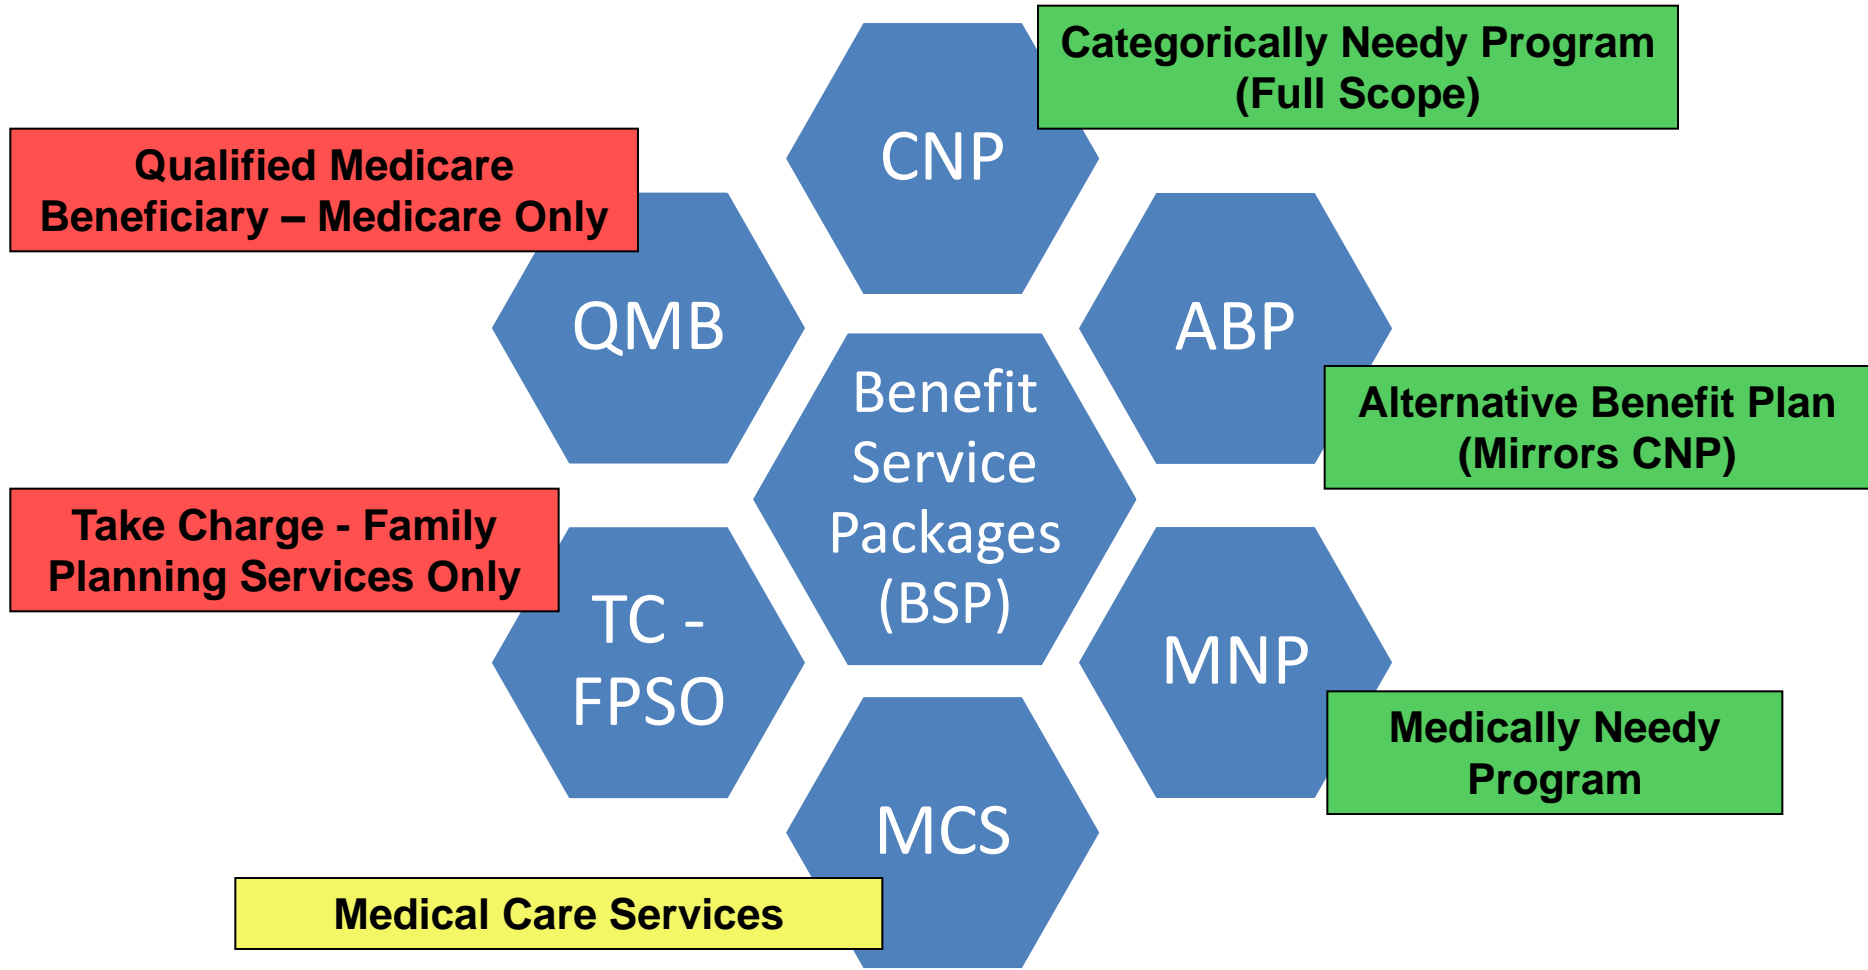 Categorically Needy Program
(Full Scope)
CNP
Qualified Medicare
Beneficiary – Medicare Only
QMB
ABP
Alternative Benefit Plan
(Mirrors CNP)
Benefit
Service
Packages
(BSP)
Take Charge - Family
Planning Services Only
TC -
FPSO
MNP
Medically Needy
Program
MCS
Medical Care Services